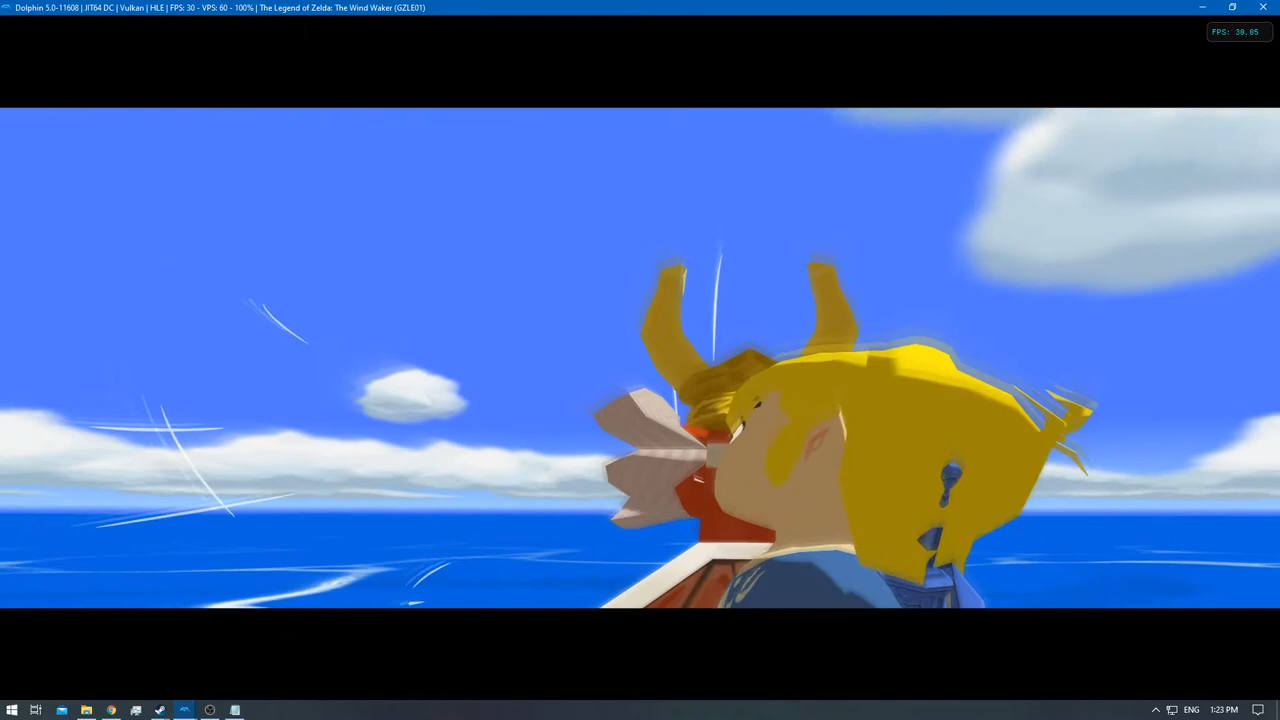 Dolphin 5.0-11608 | JIT64 DC | Vulkan | HLE | FPS: 30 - VPS: 60 - 100% | The Legend of Zelda: The Wind Waker (GZLE01)
FPS: 30.05
ENG
1:23 PM